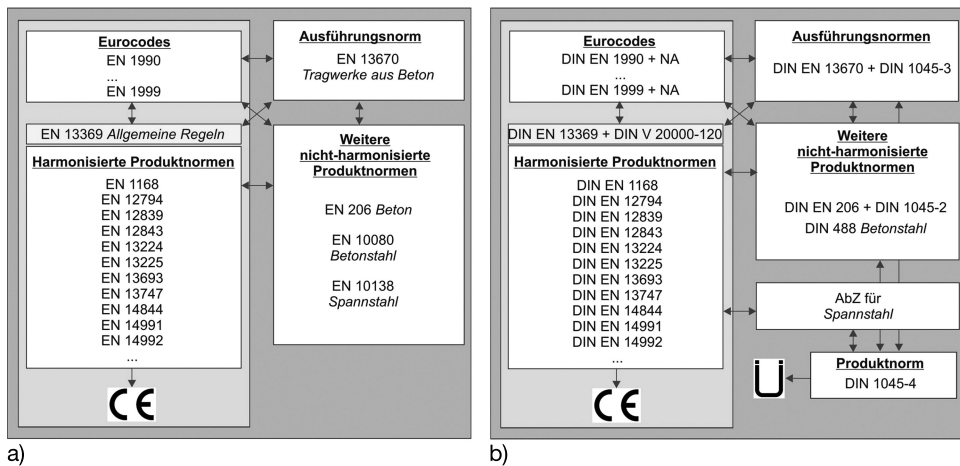 Eurocodes
EN 1990
...
EN 1999
EN 13369 Allgemeine Regeln
Harmonisierte Produktnormen
EN 1168
EN 12794
EN 12839
EN 12843
EN 13224
EN 13225
EN 13693
EN 13747
EN 14844
EN 14991
EN 14992
...
CE
Ausführungsnorm
EN 13670
Tragwerke aus Beton
Weitere
nicht-harmonisierte
Produktnormen
EN 206 Beton
EN 10080
Betonstahl
EN 10138
Spannstahl
a)
Eurocodes
DIN EN 1990 + NA
...
DIN EN 1999 + NA
DIN EN 13369 + DIN V 20000-120
Harmonisierte Produktnormen
DIN EN 1168
DIN EN 12794
DIN EN 12839
DIN EN 12843
DIN EN 13224
DIN EN 13225
DIN EN 13693
DIN EN 13747
DIN EN 14844
DIN EN 14991
DIN EN 14992
...
CE
Ausführungsnormen
DIN EN 13670 + DIN 1045-3
Weitere
nicht-harmonisierte
Produktnormen
DIN EN 206 + DIN 1045-2
DIN 488 Betonstahl
AbZ für
Spannstahl
Produktnorm
DIN 1045-4
Ü
b)